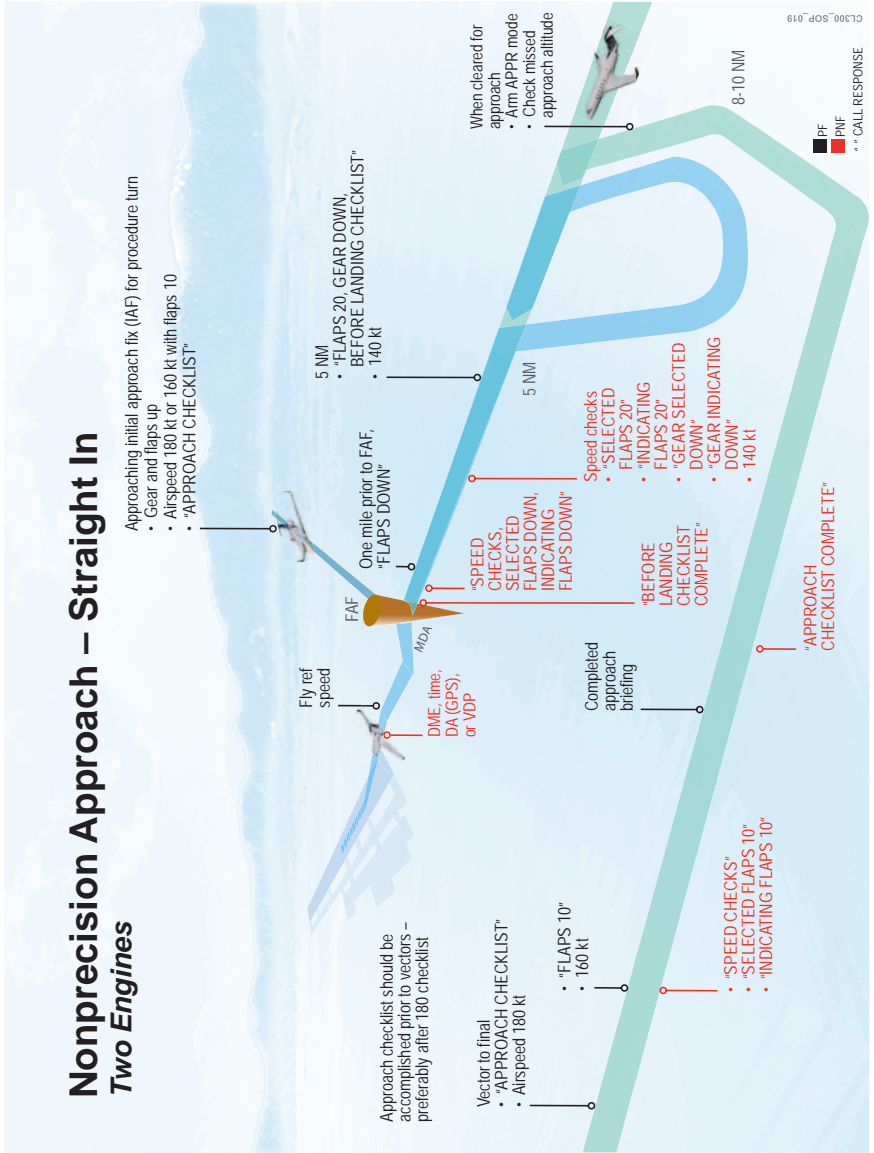 Nonprecision Approach – Straight In
Two Engines
Approach checklist should be
accomplished prior to vectors –
preferably after 180 checklist
Vector to final
• “APPROACH CHECKLIST”
• Airspeed 180 kt
• “FLAPS 10”
• 160 kt
• “SPEED CHECKS”
• “SELECTED FLAPS 10”
• “INDICATING FLAPS 10”
Completed
approach
briefing
“APPROACH
CHECKLIST COMPLETE”
8-10 NM
When cleared for
approach
• Arm APPR mode
• Check missed
approach altitude
Approaching initial approach fix (IAF) for procedure turn
• Gear and flaps up
• Airspeed 180 kt or 160 kt with flaps 10
• “APPROACH CHECKLIST”
5 NM
• “FLAPS 20, GEAR DOWN,
BEFORE LANDING CHECKLIST”
• 140 kt
5 NM
Speed checks
• “SELECTED
FLAPS 20”
• “INDICATING
FLAPS 20”
• “GEAR SELECTED
DOWN”
• “GEAR INDICATING
DOWN”
• 140 kt
One mile prior to FAF,
“FLAPS DOWN”
“SPEED
CHECKS,
SELECTED
FLAPS DOWN,
INDICATING
FLAPS DOWN”
“BEFORE
LANDING
CHECKLIST
COMPLETE”
FAF
MDA
Fly ref
speed
DME, time,
DA (GPS),
or VDP
PF
PNF
“ ” CALL RESPONSE
CL300_SOP_019